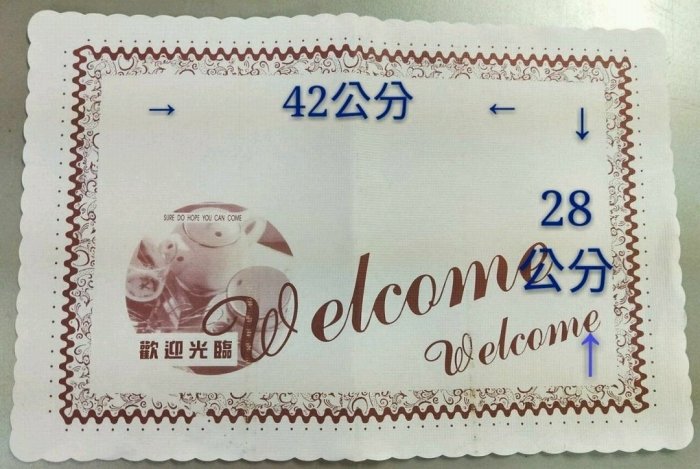 → 42公分 ←
↓
28
公分
SURE DO HOPE YOU CAN COME
Welcome
歡迎光臨
Welcome
↑